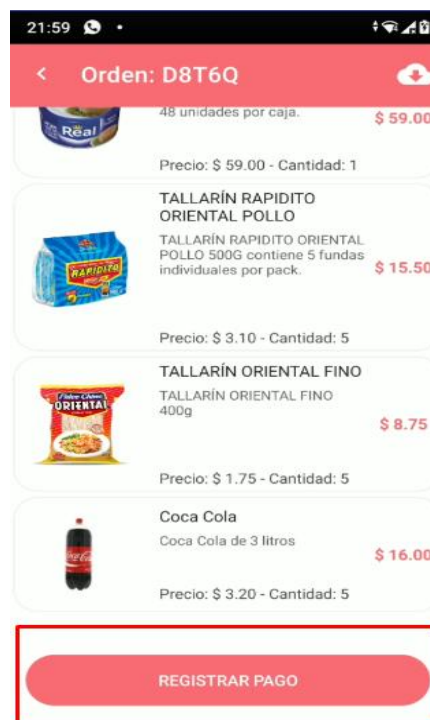 21:59
Orden: D8T6Q
48 unidades por caja.
$ 59.00
Real
Precio: $ 59.00 - Cantidad: 1
TALLARÍN RAPIDITO
ORIENTAL POLLO
TALLARÍN RAPIDITO ORIENTAL
POLLO 500G contiene 5 fundas
individuales por pack.
$ 15.50
RAPIDITO
Precio: $ 3.10 - Cantidad: 5
TALLARÍN ORIENTAL FINO
TALLARÍN ORIENTAL FINO
400g
ORIENTAL
$ 8.75
Precio: $ 1.75 - Cantidad: 5
Coca Cola
Coca Cola de 3 litros
$ 16.00
Precio: $ 3.20 - Cantidad: 5
REGISTRAR PAGO